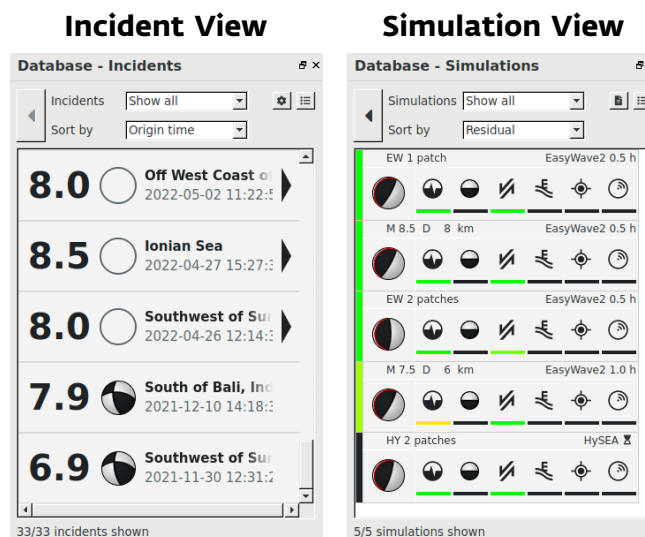 Incident View
Simulation View
Database - Incidents
Incidents
Show all
Sort by
Origin time
8.0
Off West Coast of
2022-05-02 11:22:5
8.5
Ionian Sea
2022-04-27 15:27:3
8.0
Southwest of Sum
2022-04-26 12:14:3
7.9
South of Bali, Ind
2021-12-10 14:18:3
6.9
Southwest of Sum
2021-11-30 12:31:2
33/33 incidents shown
Database - Simulations
Simulations
Show all
Sort by
Residual
EW 1 patch
EasyWave2 0.5 h
M 8.5 D 8 km
EasyWave2 0.5 h
EW 2 patches
EasyWave2 0.5 h
M 7.5 D 6 km
EasyWave2 1.0 h
HY 2 patches
HySEA
5/5 simulations shown